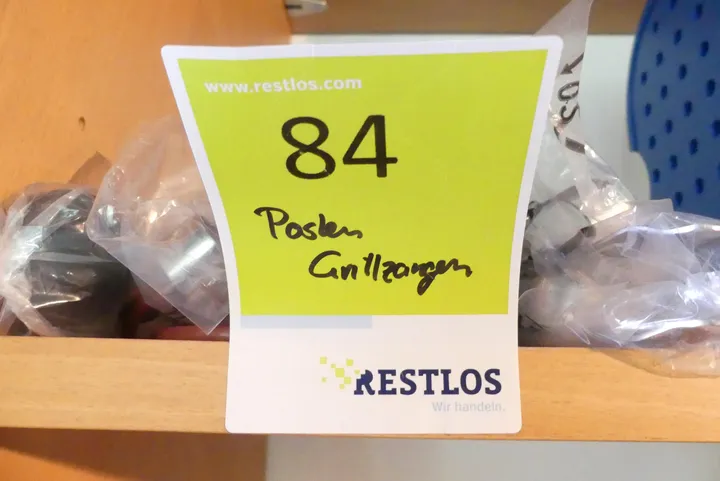 www.restlos.com
84
Posten
Grillzangen
RESTLOS
Wir handeln.